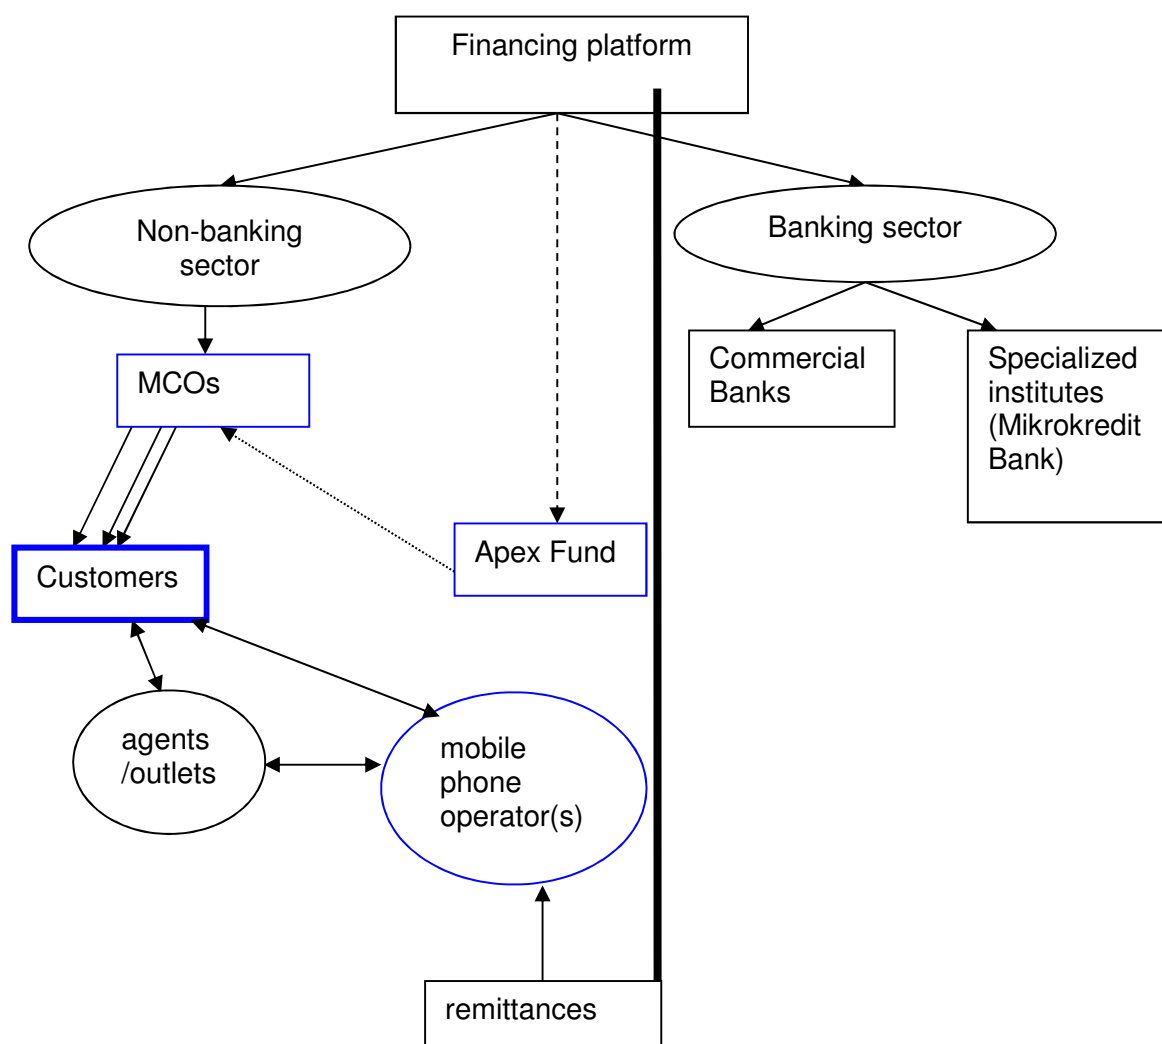 Financing platform
Non-banking
sector
Banking sector
MCOs
Commercial
Banks
Specialized
institutes
(Mikrokredit
Bank)
Apex Fund
Customers
agents
/outlets
mobile
phone
operator(s)
remittances